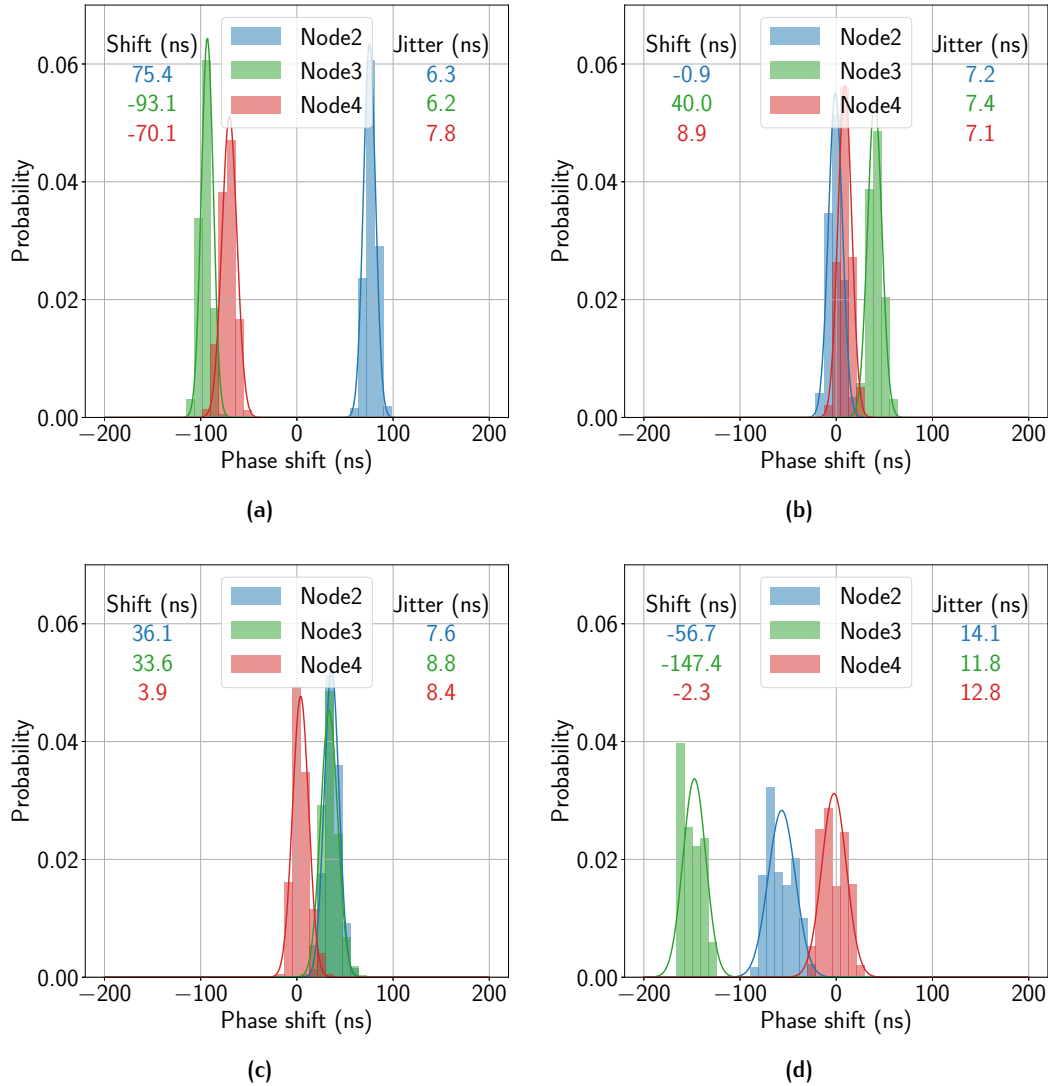 Shift (ns)
75.4
-93.1
-70.1
Node2
Node3
Node4
Jitter (ns)
6.3
6.2
7.8
Probability
0.06
0.04
0.02
0.00
−200
−100
0
100
200
Phase shift (ns)
(a)
Shift (ns)
-0.9
40.0
8.9
Node2
Node3
Node4
Jitter (ns)
7.2
7.4
7.1
Probability
0.06
0.04
0.02
0.00
−200
−100
0
100
200
Phase shift (ns)
(b)
Shift (ns)
36.1
33.6
3.9
Node2
Node3
Node4
Jitter (ns)
7.6
8.8
8.4
Probability
0.06
0.04
0.02
0.00
−200
−100
0
100
200
Phase shift (ns)
(c)
Shift (ns)
-56.7
-147.4
-2.3
Node2
Node3
Node4
Jitter (ns)
14.1
11.8
12.8
Probability
0.06
0.04
0.02
0.00
−200
−100
0
100
200
Phase shift (ns)
(d)